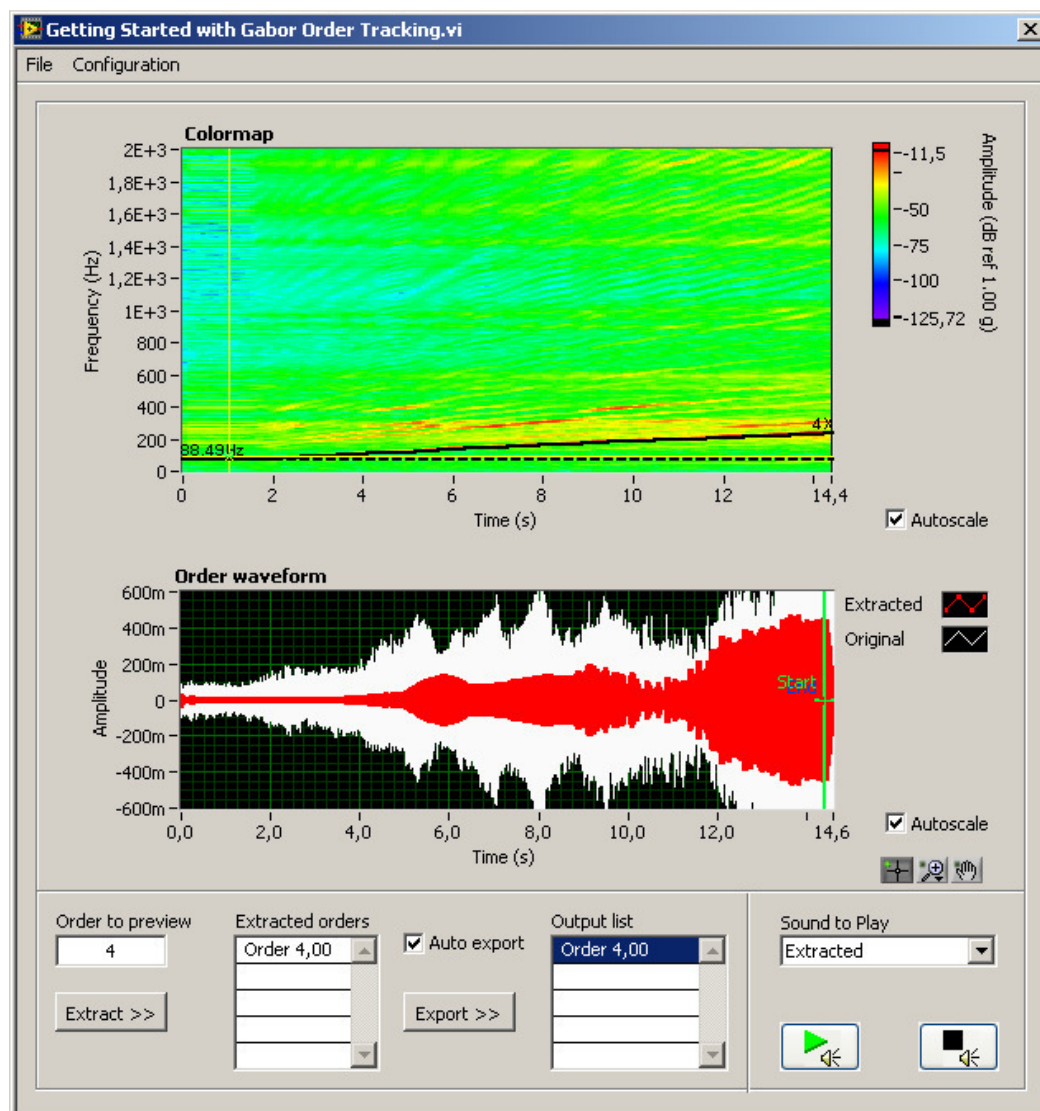 Getting Started with Gabor Order Tracking.vi
File Configuration
Colormap
2E+3
1,8E+3
1,6E+3
1,4E+3
1,2E+3
1E+3
800
600
400
200
0
Frequency (Hz)
88.49Hz
4X
0 2 4 6 8 10 12 14,4
Time (s)
-11,5
-50
-75
-100
-125,72
Amplitude (dB ref 1.00 g)
Autoscale
Order waveform
600m
400m
200m
0
-200m
-400m
-600m
Amplitude
Start
0,0 2,0 4,0 6,0 8,0 10,0 12,0 14,6
Time (s)
Extracted
Original
Autoscale
Order to preview
4
Extract >>
Extracted orders
Order 4,00
Auto export
Export >>
Output list
Order 4,00
Sound to Play
Extracted